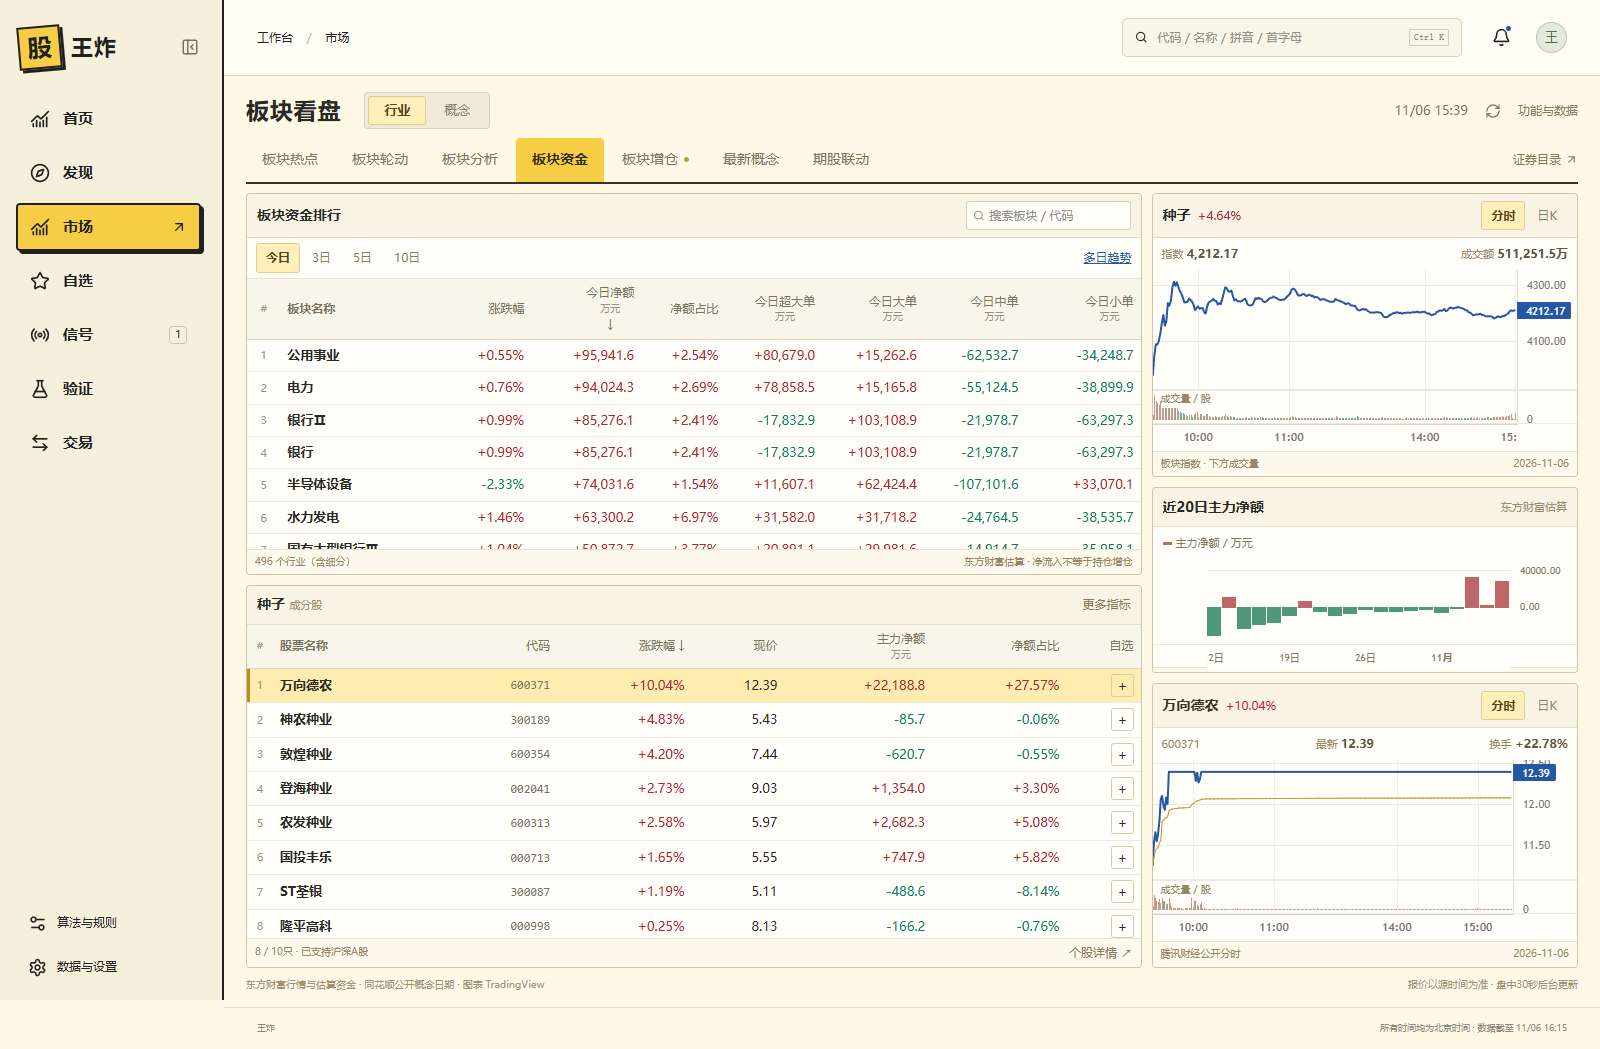 股 王炸
首页
发现
市场
自选
信号 1
验证
交易
算法与规则
数据与设置
工作台 / 市场
代码 / 名称 / 拼音 / 首字母 Ctrl K
王
板块看盘 行业 概念
11/06 15:39 功能与数据
板块热点 板块轮动 板块分析 板块资金 板块增仓 最新概念 期股联动 证券目录
板块资金排行 搜索板块 / 代码
今日 3日 5日 10日 多日趋势
# 板块名称 涨跌幅 今日净额 万元 ↓ 净额占比 今日超大单 万元 今日大单 万元 今日中单 万元 今日小单 万元
1 公用事业 +0.55% +95,941.6 +2.54% +80,679.0 +15,262.6 -62,532.7 -34,248.7
2 电力 +0.76% +94,024.3 +2.69% +78,858.5 +15,165.8 -55,124.5 -38,899.9
3 银行Ⅱ +0.99% +85,276.1 +2.41% -17,832.9 +103,108.9 -21,978.7 -63,297.3
4 银行 +0.99% +85,276.1 +2.41% -17,832.9 +103,108.9 -21,978.7 -63,297.3
5 半导体设备 -2.33% +74,031.6 +1.54% +11,607.1 +62,424.4 -107,101.6 +33,070.1
6 水力发电 +1.46% +63,300.2 +6.97% +31,582.0 +31,718.2 -24,764.5 -38,535.7
7 国有大型银行Ⅲ +1.04% +50,872.7 +3.77% +20,891.1 +29,981.6 -14,914.7 -35,958.1
496 个行业（含细分） 东方财富估算 · 净流入不等于持仓增仓
种子 成分股 更多指标
# 股票名称 代码 涨跌幅 ↓ 现价 主力净额 万元 净额占比 自选
1 万向德农 600371 +10.04% 12.39 +22,188.8 +27.57% +
2 神农种业 300189 +4.83% 5.43 -85.7 -0.06% +
3 敦煌种业 600354 +4.20% 7.44 -620.7 -0.55% +
4 登海种业 002041 +2.73% 9.03 +1,354.0 +3.30% +
5 农发种业 600313 +2.58% 5.97 +2,682.3 +5.08% +
6 国投丰乐 000713 +1.65% 5.55 +747.9 +5.82% +
7 ST荃银 300087 +1.19% 5.11 -488.6 -8.14% +
8 隆平高科 000998 +0.25% 8.13 -166.2 -0.76% +
8 / 10只 · 已支持沪深A股 个股详情 ↗
种子 +4.64% 分时 日K
指数 4,212.17 成交额 511,251.5万
4300.00
4212.17
4100.00
成交量 / 股
0
10:00 11:00 14:00 15:
板块指数 · 下方成交量 2026-11-06
近20日主力净额 东方财富估算
主力净额 / 万元
40000.00
0.00
2日 19日 26日 11月
万向德农 +10.04% 分时 日K
600371 最新 12.39 换手 +22.78%
12.50
12.39
12.00
11.50
成交量 / 股
0
10:00 11:00 14:00 15:00
腾讯财经公开分时 2026-11-06
东方财富行情与估算资金 · 同花顺公开概念日期 · 图表 TradingView 报价以源时间为准 · 盘中30秒后台更新
王炸 所有时间均为北京时间 · 数据截至 11/06 16:15